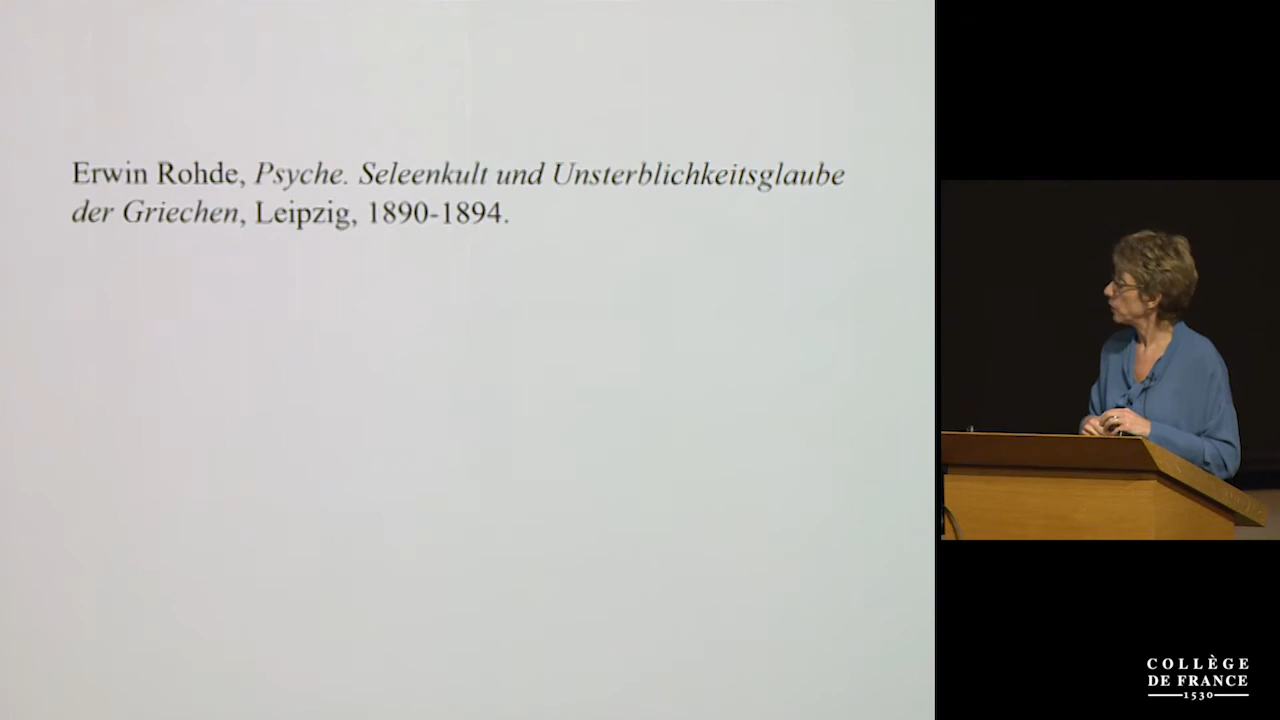 Erwin Rohde, Psyche. Seleenkult und Unsterblichkeitsglaube
der Griechen, Leipzig, 1890-1894.
COLLÈGE
DE FRANCE
1530